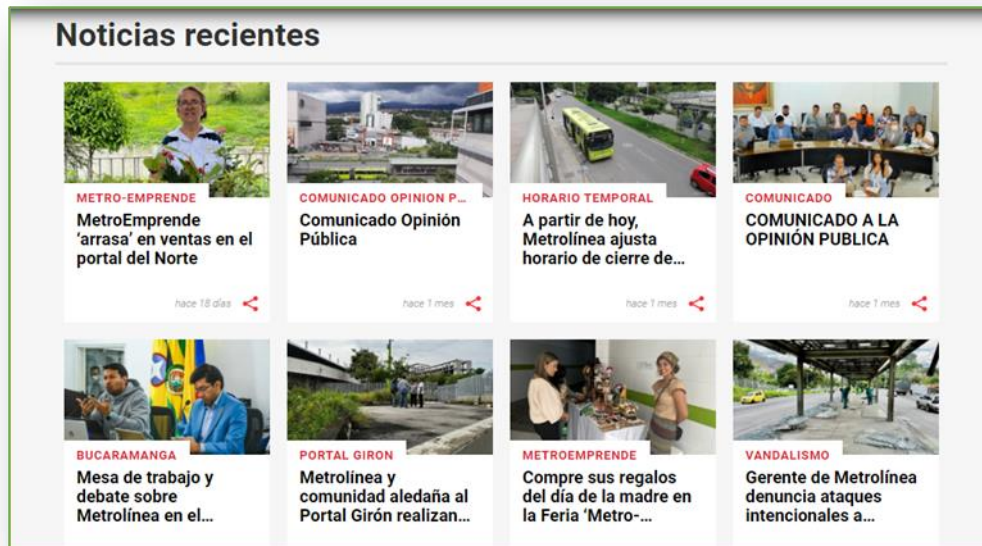 Noticias recientes
METRO-EMPRENDE
MetroEmprende
‘arrasa’ en ventas en el
portal del Norte
hace 18 días
COMUNICADO OPINION P...
Comunicado Opinión
Pública
hace 1 mes
HORARIO TEMPORAL
A partir de hoy,
Metrolínea ajusta
horario de cierre de...
hace 1 mes
COMUNICADO
COMUNICADO A LA
OPINIÓN PUBLICA
hace 1 mes
BUCARAMANGA
Mesa de trabajo y
debate sobre
Metrolínea en el...
PORTAL GIRON
Metrolínea y
comunidad aledaña al
Portal Girón realizan...
METROEMPRENDE
Compre sus regalos
del día de la madre en
la Feria ‘Metro-...
VANDALISMO
Gerente de Metrolínea
denuncia ataques
intencionales a...